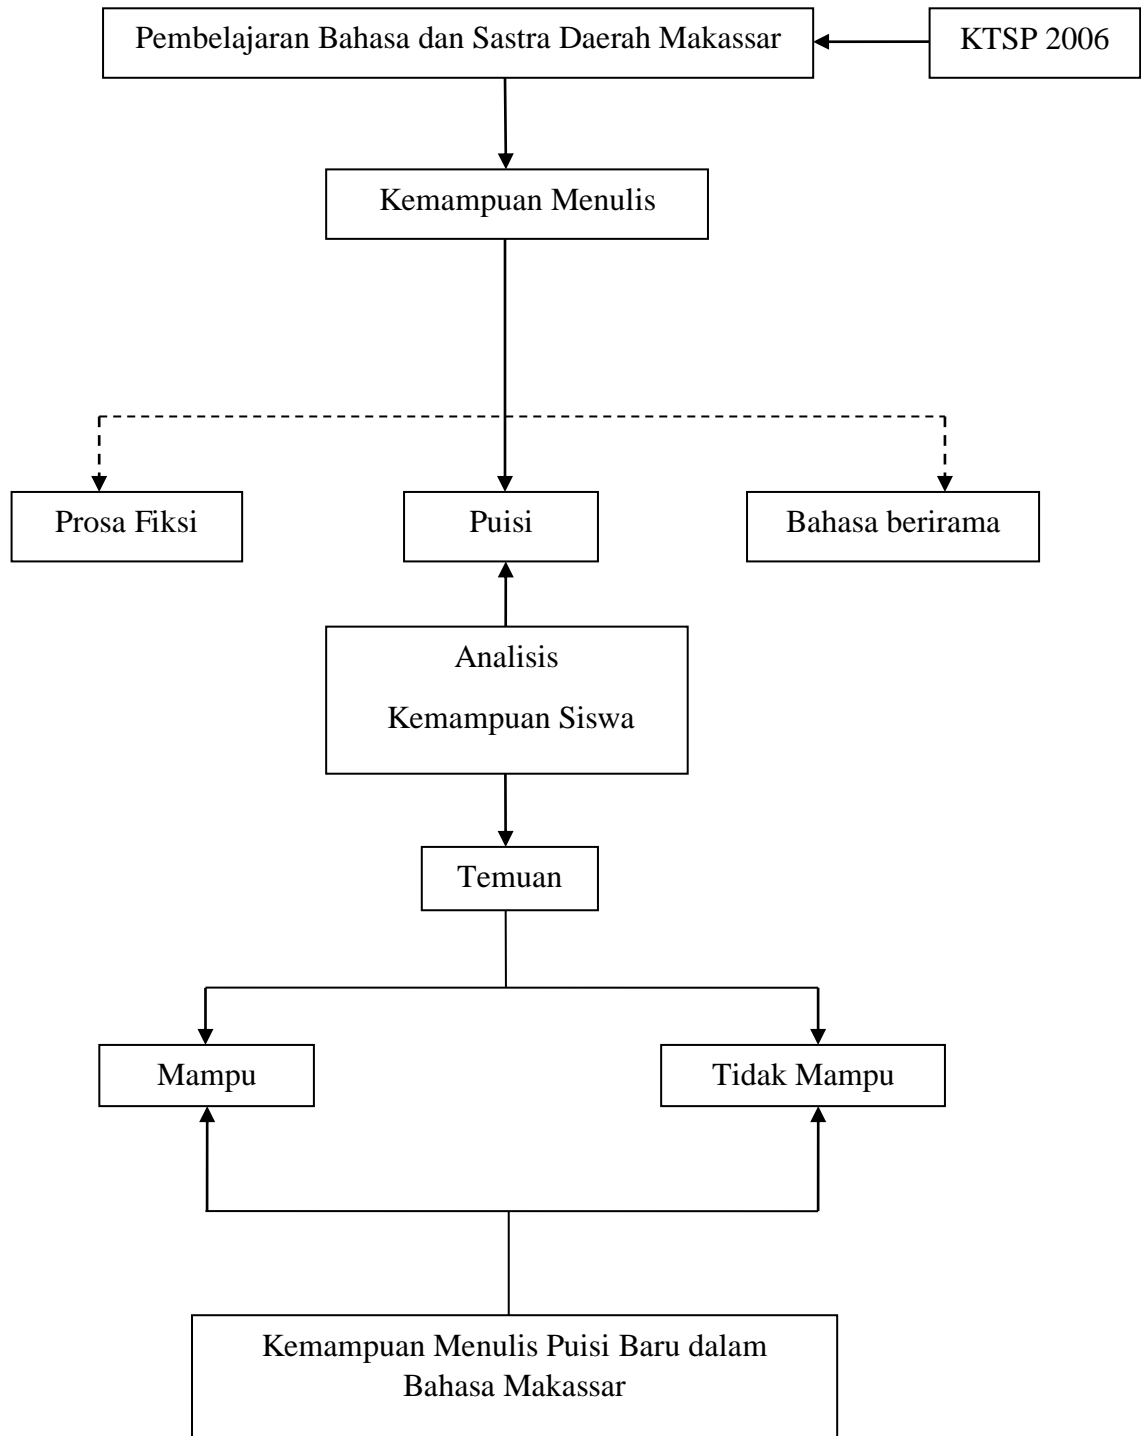 Pembelajaran Bahasa dan Sastra Daerah Makassar
KTSP 2006
Kemampuan Menulis
Prosa Fiksi
Puisi
Bahasa berirama
Analisis
Kemampuan Siswa
Temuan
Mampu
Tidak Mampu
Kemampuan Menulis Puisi Baru dalam
Bahasa Makassar